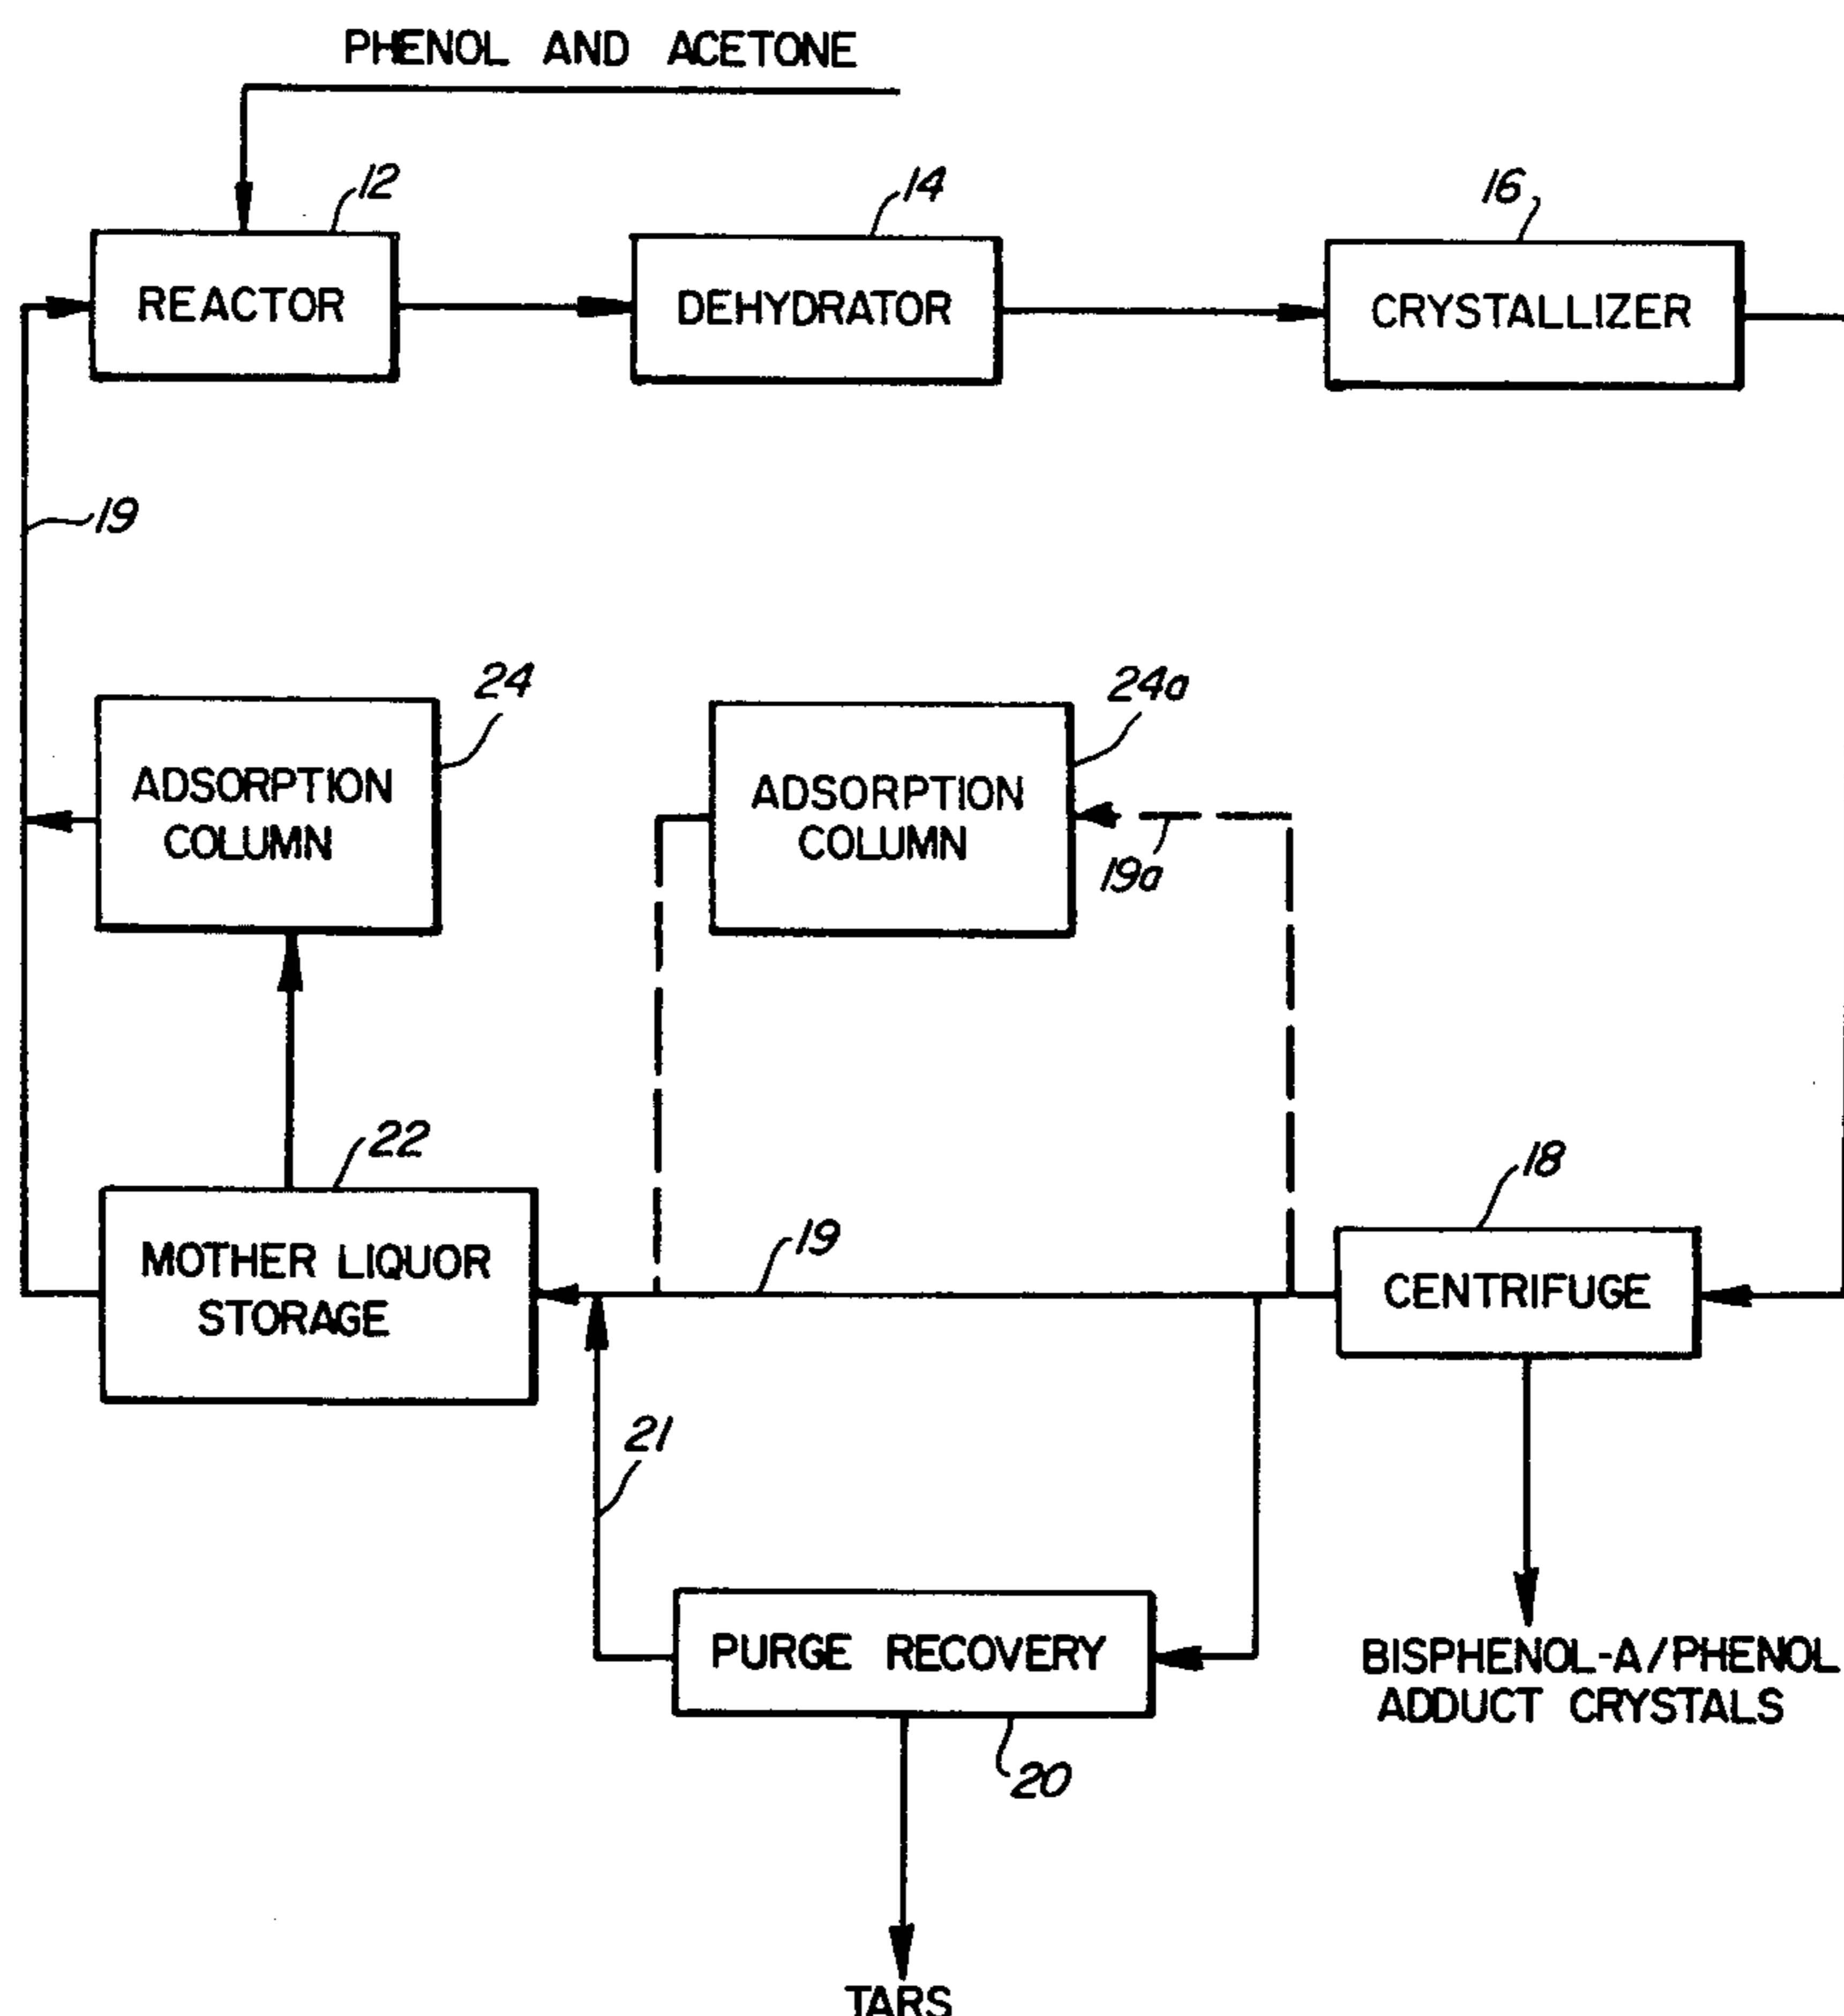 PHENOL AND ACETONE
12
14
16
REACTOR
DEHYDRATOR
CRYSTALLIZER
19
24
24a
ADSORPTION
COLUMN
ADSORPTION
COLUMN
19a
22
18
19
MOTHER LIQUOR
STORAGE
CENTRIFUGE
21
PURGE RECOVERY
BISPHENOL-A/PHENOL
ADDUCT CRYSTALS
20
TARS